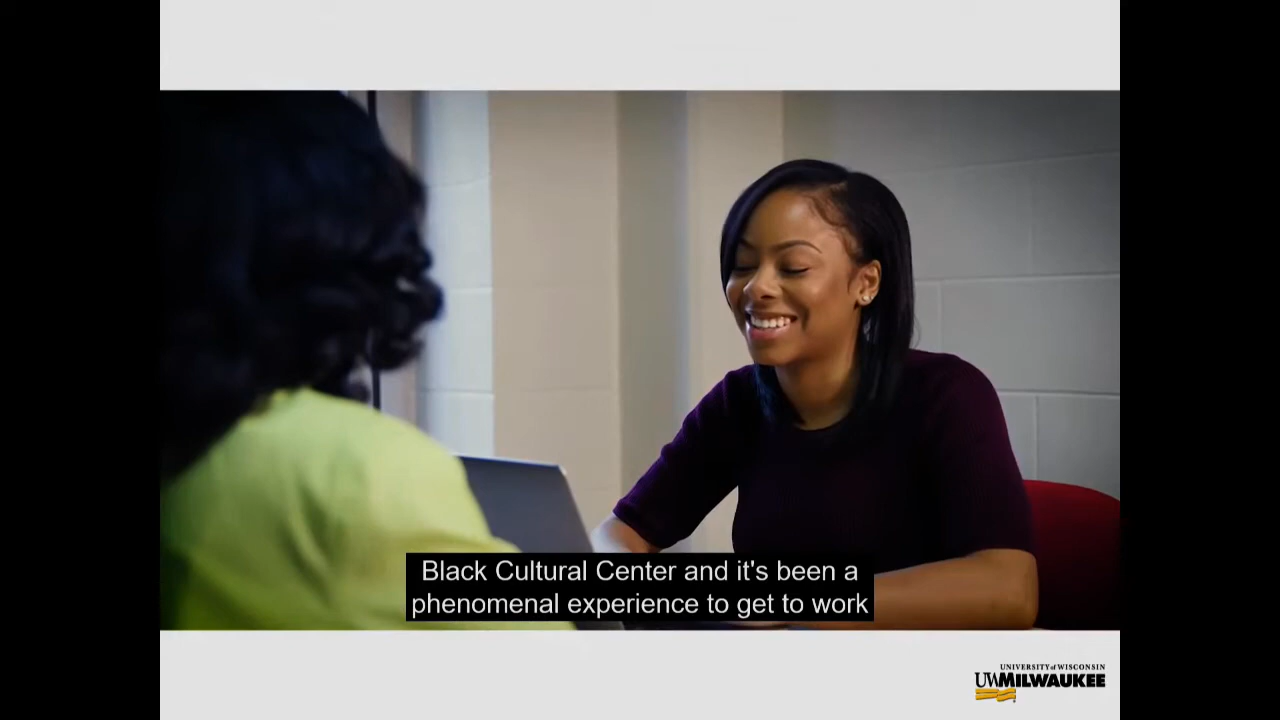 Black Cultural Center and it's been a
phenomenal experience to get to work
UNIVERSITY of WISCONSIN
UWMILWAUKEE